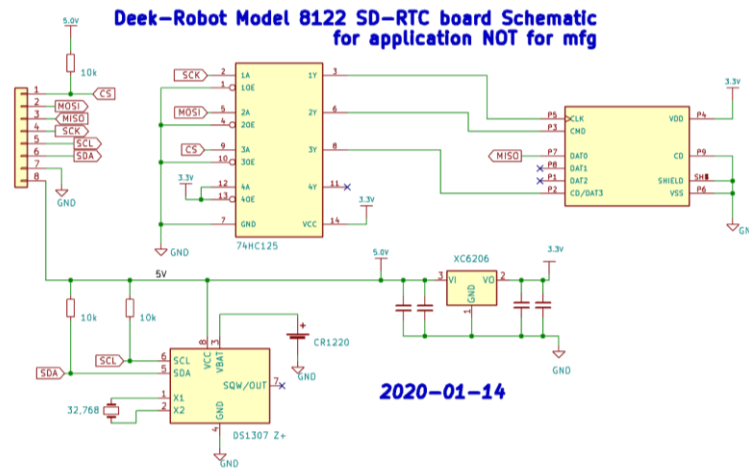 Deek-Robot Model 8122 SD-RTC board Schematic
for application NOT for mfg
5.0V
10k
1 CS
2 MOSI
3 MISO
4 SCK
5 SCL
6 SDA
7
8
GND
SCK 2 1A 1Y 3
1 1OE
MOSI 5 2A 2Y 6
4 2OE
CS 9 3A 3Y 8
10 3OE
3.3V
12 4A 4Y 11
13 4OE
7 GND VCC 14
3.3V
74HC125
GND
3.3V
P5 CLK VDD P4
P3 CMD
MISO P7 DAT0 CD P9
P8 DAT1
P1 DAT2 SHIELD SH
P2 CD/DAT3 VSS P6
GND
5V
5.0V
XC6206
3.3V
3 VI VO 2
GND
1
GND
10k
10k
8 VCC
3 VBAT
CR1220
GND
SCL 6 SCL
SDA 5 SDA
SQW/OUT 7
32,768
1 X1
2 X2
GND
4
DS1307 Z+
GND
2020-01-14